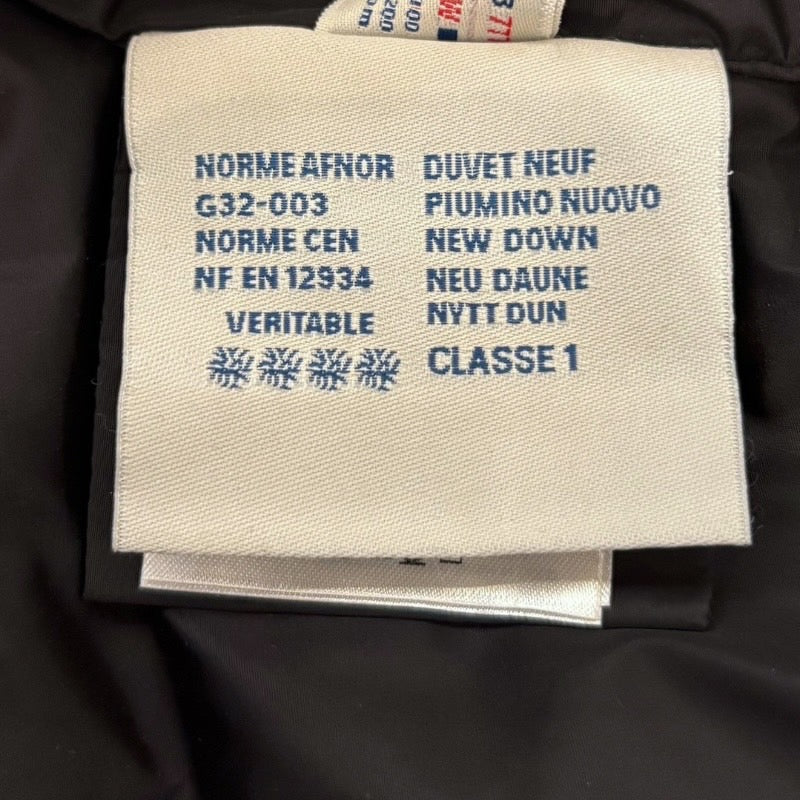 NORME AFNOR
G32-003
NORME CEN
NF EN 12934
VERITABLE
DUVET NEUF
PIUMINO NUOVO
NEW DOWN
NEU DAUNE
NYTT DUN
CLASSE 1